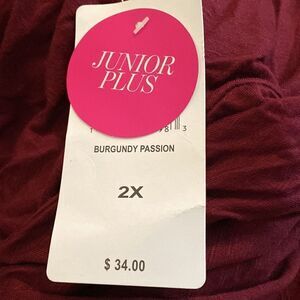 JUNIOR
PLUS
BURGUNDY PASSION
2X
$ 34.00